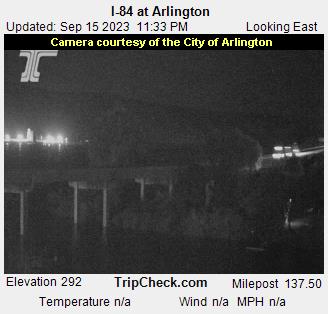 I-84 at Arlington
Updated: Sep 15 2023 11:33 PM Looking East
Camera courtesy of the City of Arlington
Elevation 292 TripCheck.com Milepost 137.50
Temperature n/a Wind n/a MPH n/a